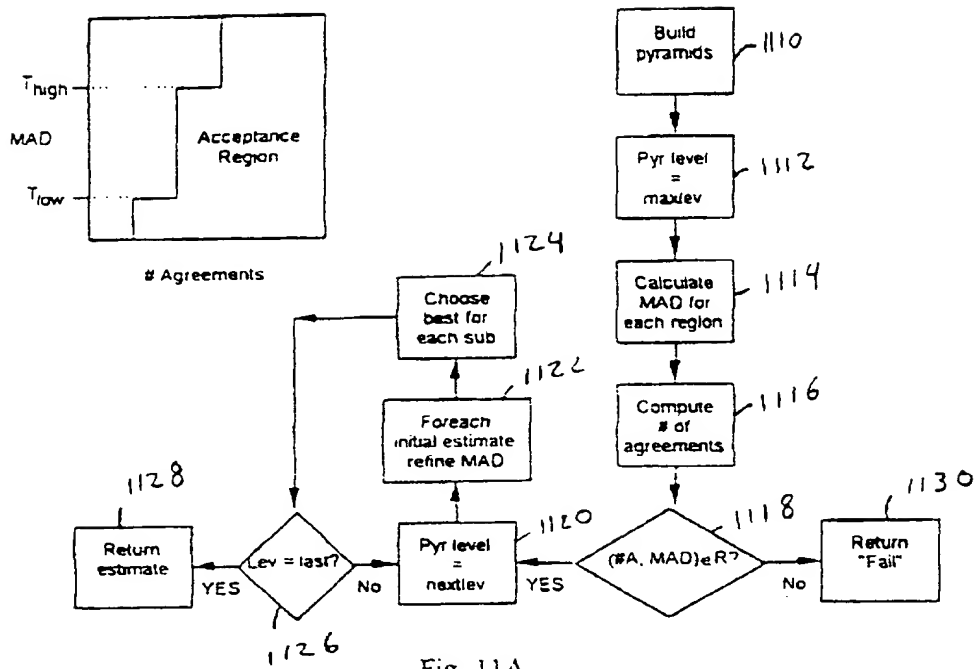 T high
MAD
T low
Acceptance
Region
# Agreements
Build
pyramids
1110
Pyr level
=
maxlev
1112
Calculate
MAD for
each region
1114
Compute
# of
agreements
1116
(#A, MAD)∈R?
1118
YES
No
Return
"Fail"
1130
Pyr level
=
nextlev
1120
Foreach
initial estimate
refine MAD
1122
Choose
best for
each sub
1124
Lev = last?
1126
YES
No
Return
estimate
1128
Fig. 11A